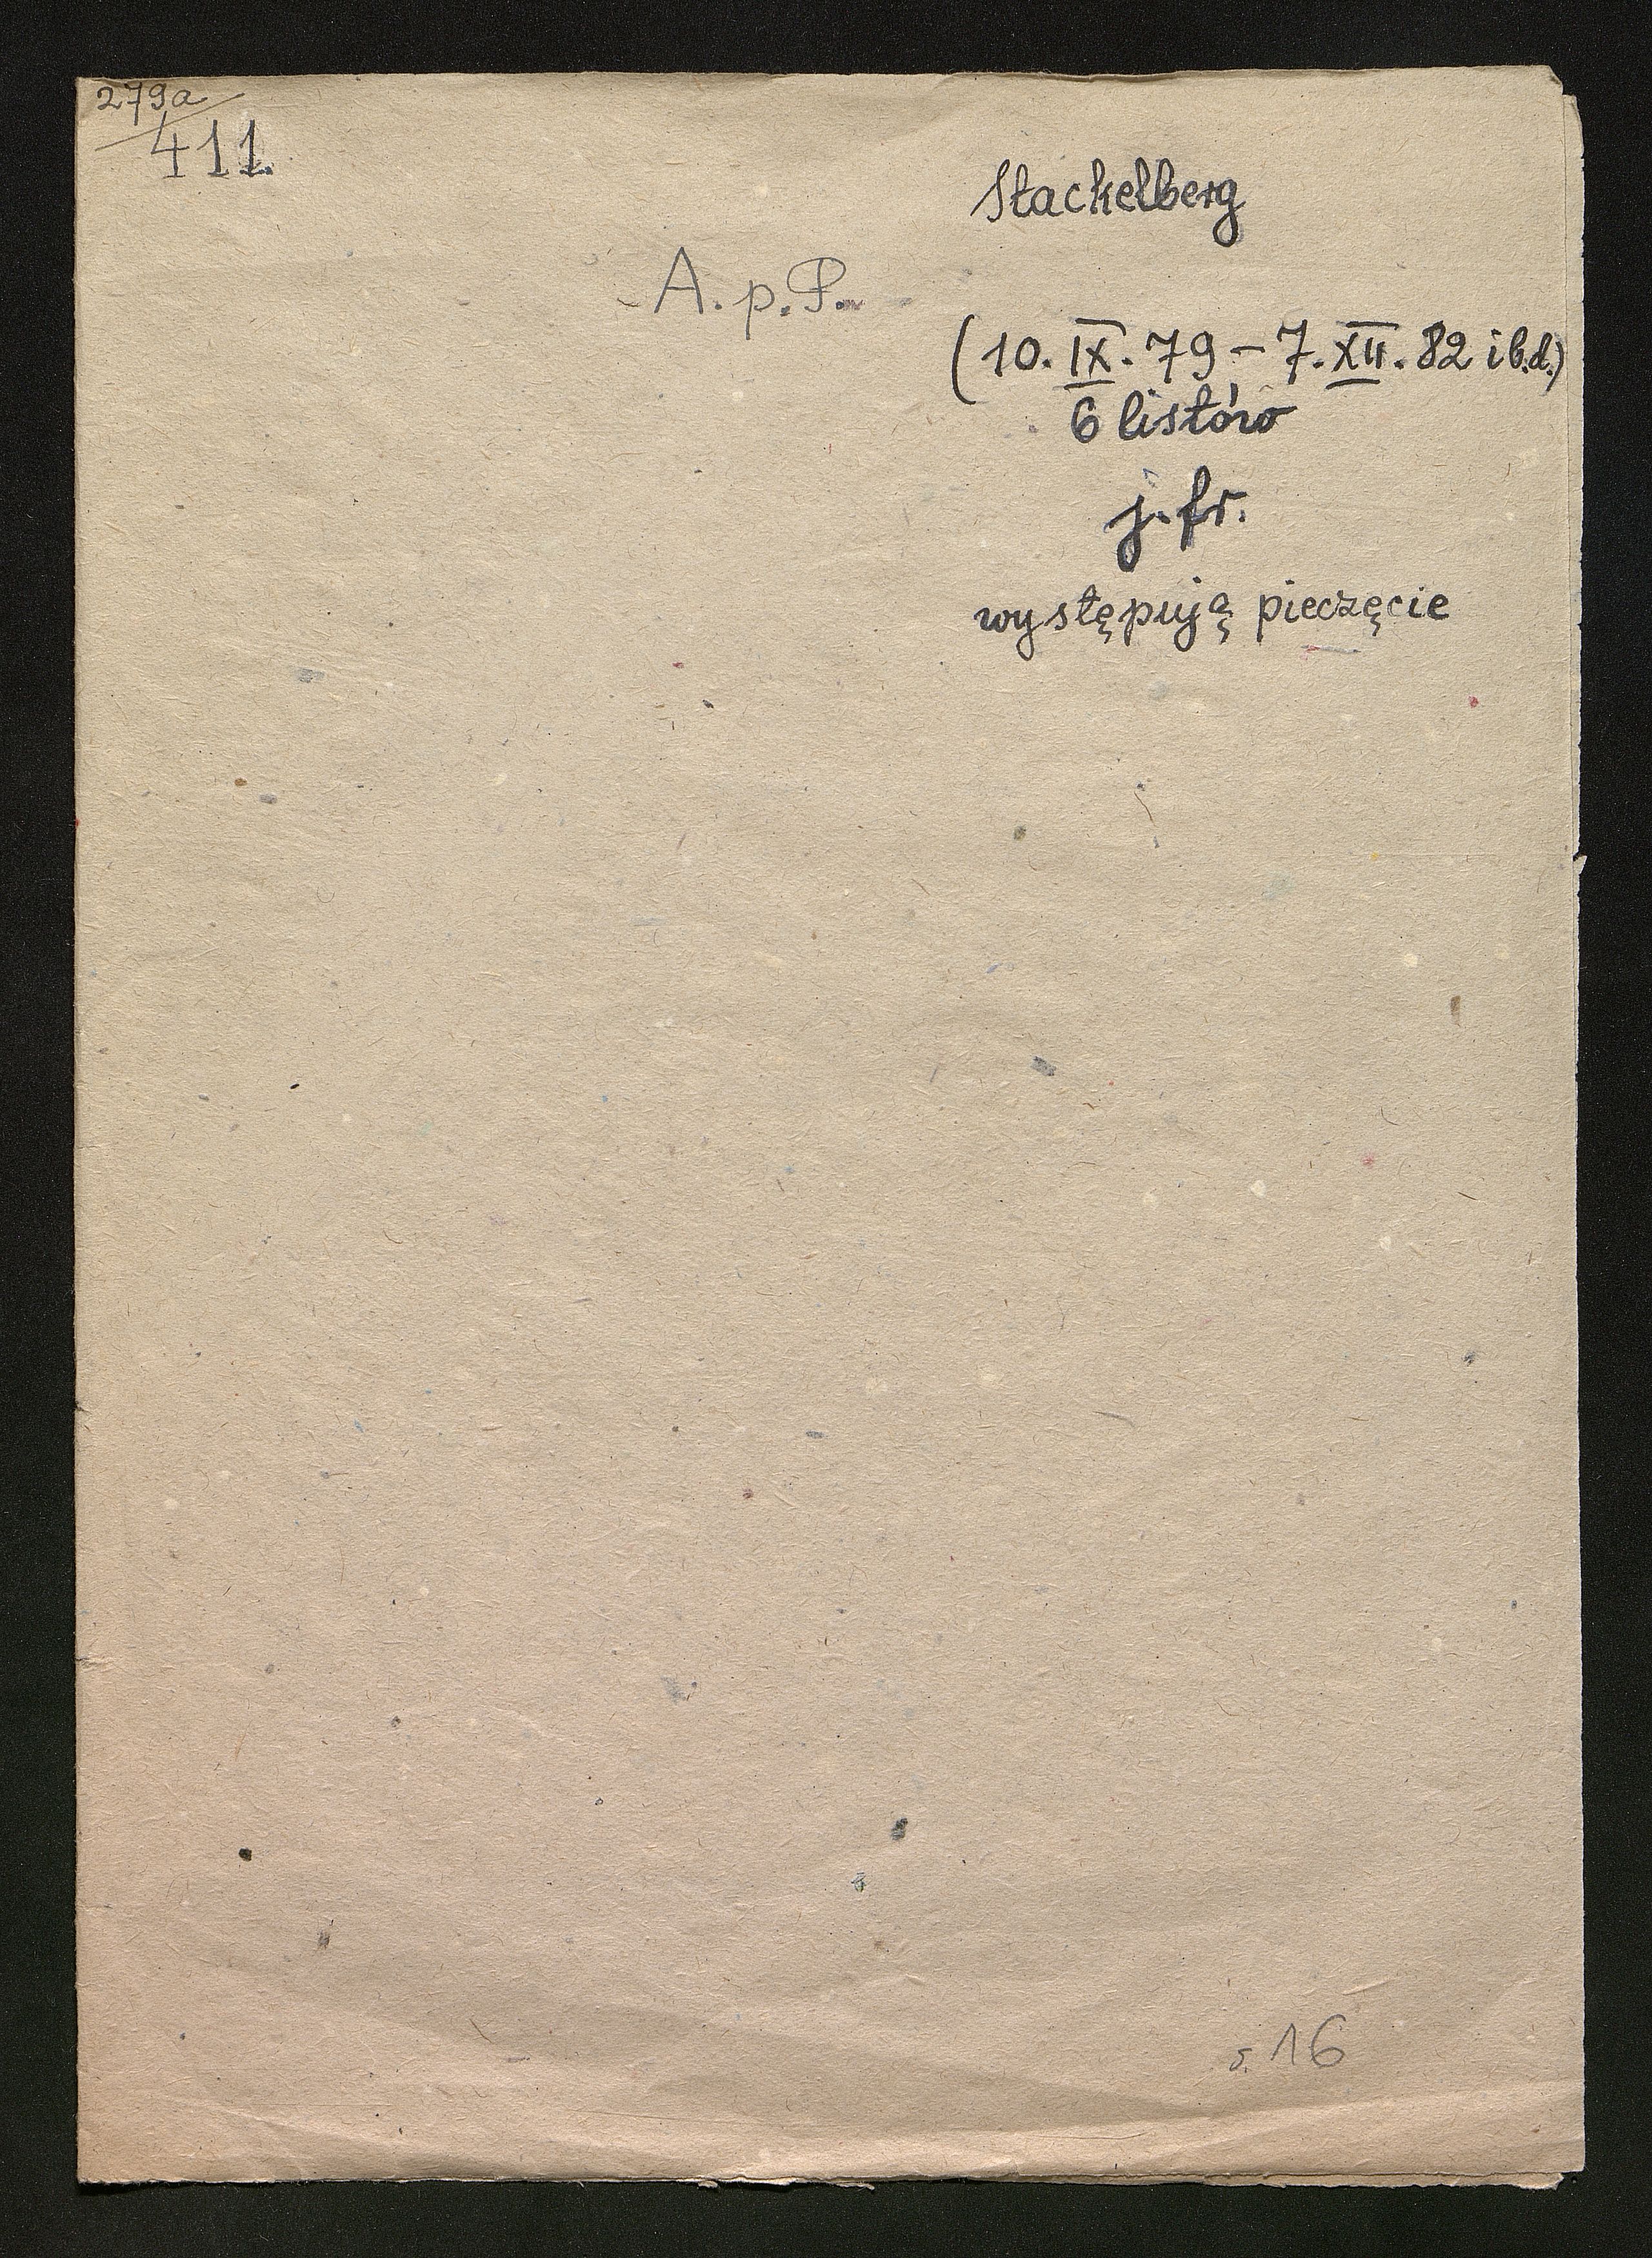 279a
411.
Stackelberg
A. p. P.
(10. IX. 79 – 7. XII. 82 i b.d.)
6 listów
j. fr.
występują pieczęcie
s. 16